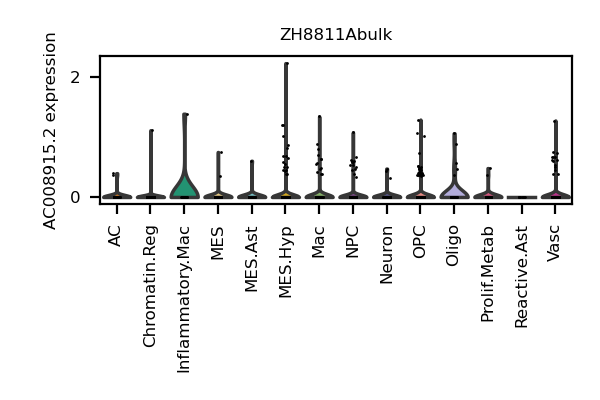 ZH8811Abulk
AC008915.2 expression
2
0
AC
Chromatin.Reg
Inflammatory.Mac
MES
MES.Ast
MES.Hyp
Mac
NPC
Neuron
OPC
Oligo
Prolif.Metab
Reactive.Ast
Vasc